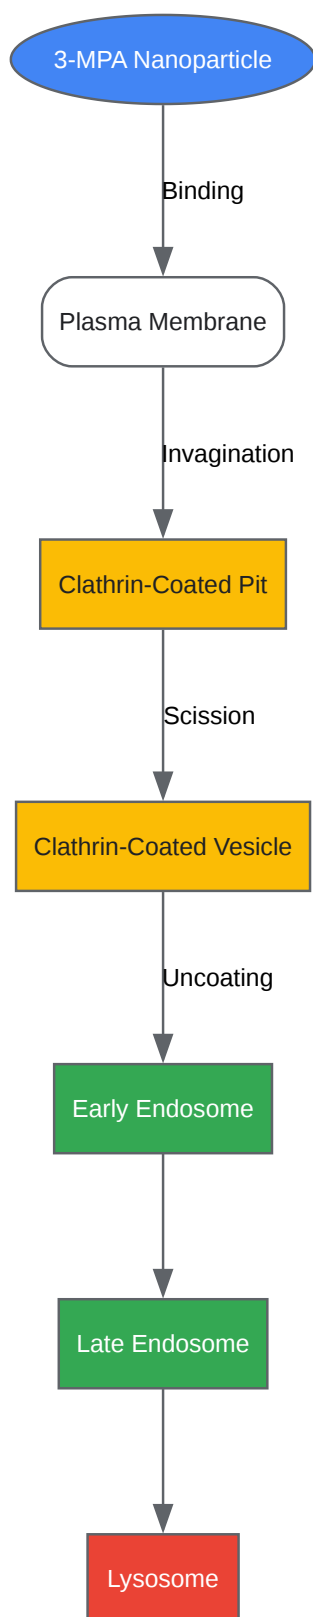 3-MPA Nanoparticle
Binding
Plasma Membrane
Invagination
Clathrin-Coated Pit
Scission
Clathrin-Coated Vesicle
Uncoating
Early Endosome
Late Endosome
Lysosome